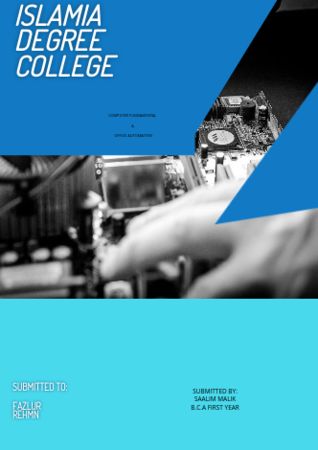 ISLAMIA
DEGREE
COLLEGE
COMPUTER FUNDAMENTAL
&
OFFICE AUTOMATION
SUBMITTED TO:
FAZLUR
REHMN
SUBMITTED BY:
SAALIM MALIK
B.C.A FIRST YEAR